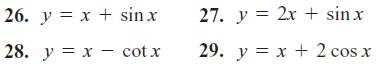 26. y = x + sin x 27. y = 2x + sin x
28. y = x − cot x 29. y = x + 2 cos x